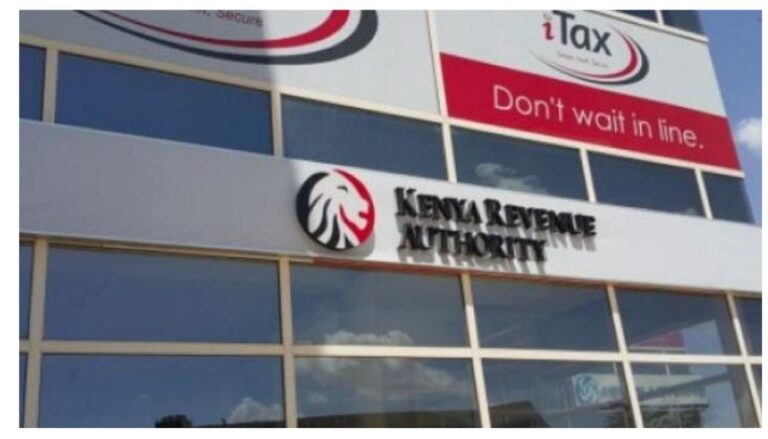 Secure
iTax
Don't wait in line.
KENYA REVENUE
AUTHORITY